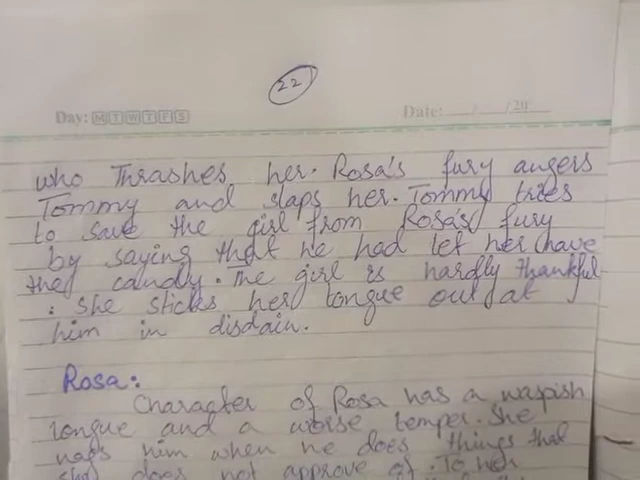 22
Day: M T W T F S
Date: __/__/20__
who Thrashes her. Rosa's fury angers
Tommy and slaps her. Tommy tries
to save the girl from Rosa's fury
by saying that he had let her have
the candy. The girl is hardly thankful
. She sticks her tongue out at
him in disdain.
Rosa:
Character of Rosa has a waspish
tongue and a worse temper. She
nags him when he does things that
she does not approve of. To her